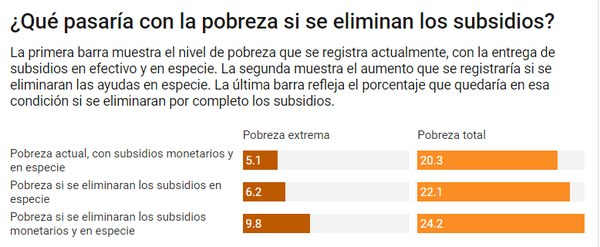 ¿Qué pasaría con la pobreza si se eliminan los subsidios?
La primera barra muestra el nivel de pobreza que se registra actualmente, con la entrega de
subsidios en efectivo y en especie. La segunda muestra el aumento que se registraría si se
eliminaran las ayudas en especie. La última barra refleja el porcentaje que quedaría en esa
condición si se eliminaran por completo los subsidios.
Pobreza extrema Pobreza total
Pobreza actual, con subsidios monetarios y
en especie
5.1 20.3
Pobreza si se eliminaran los subsidios en
especie
6.2 22.1
Pobreza si se eliminaran los subsidios
monetarios y en especie
9.8 24.2